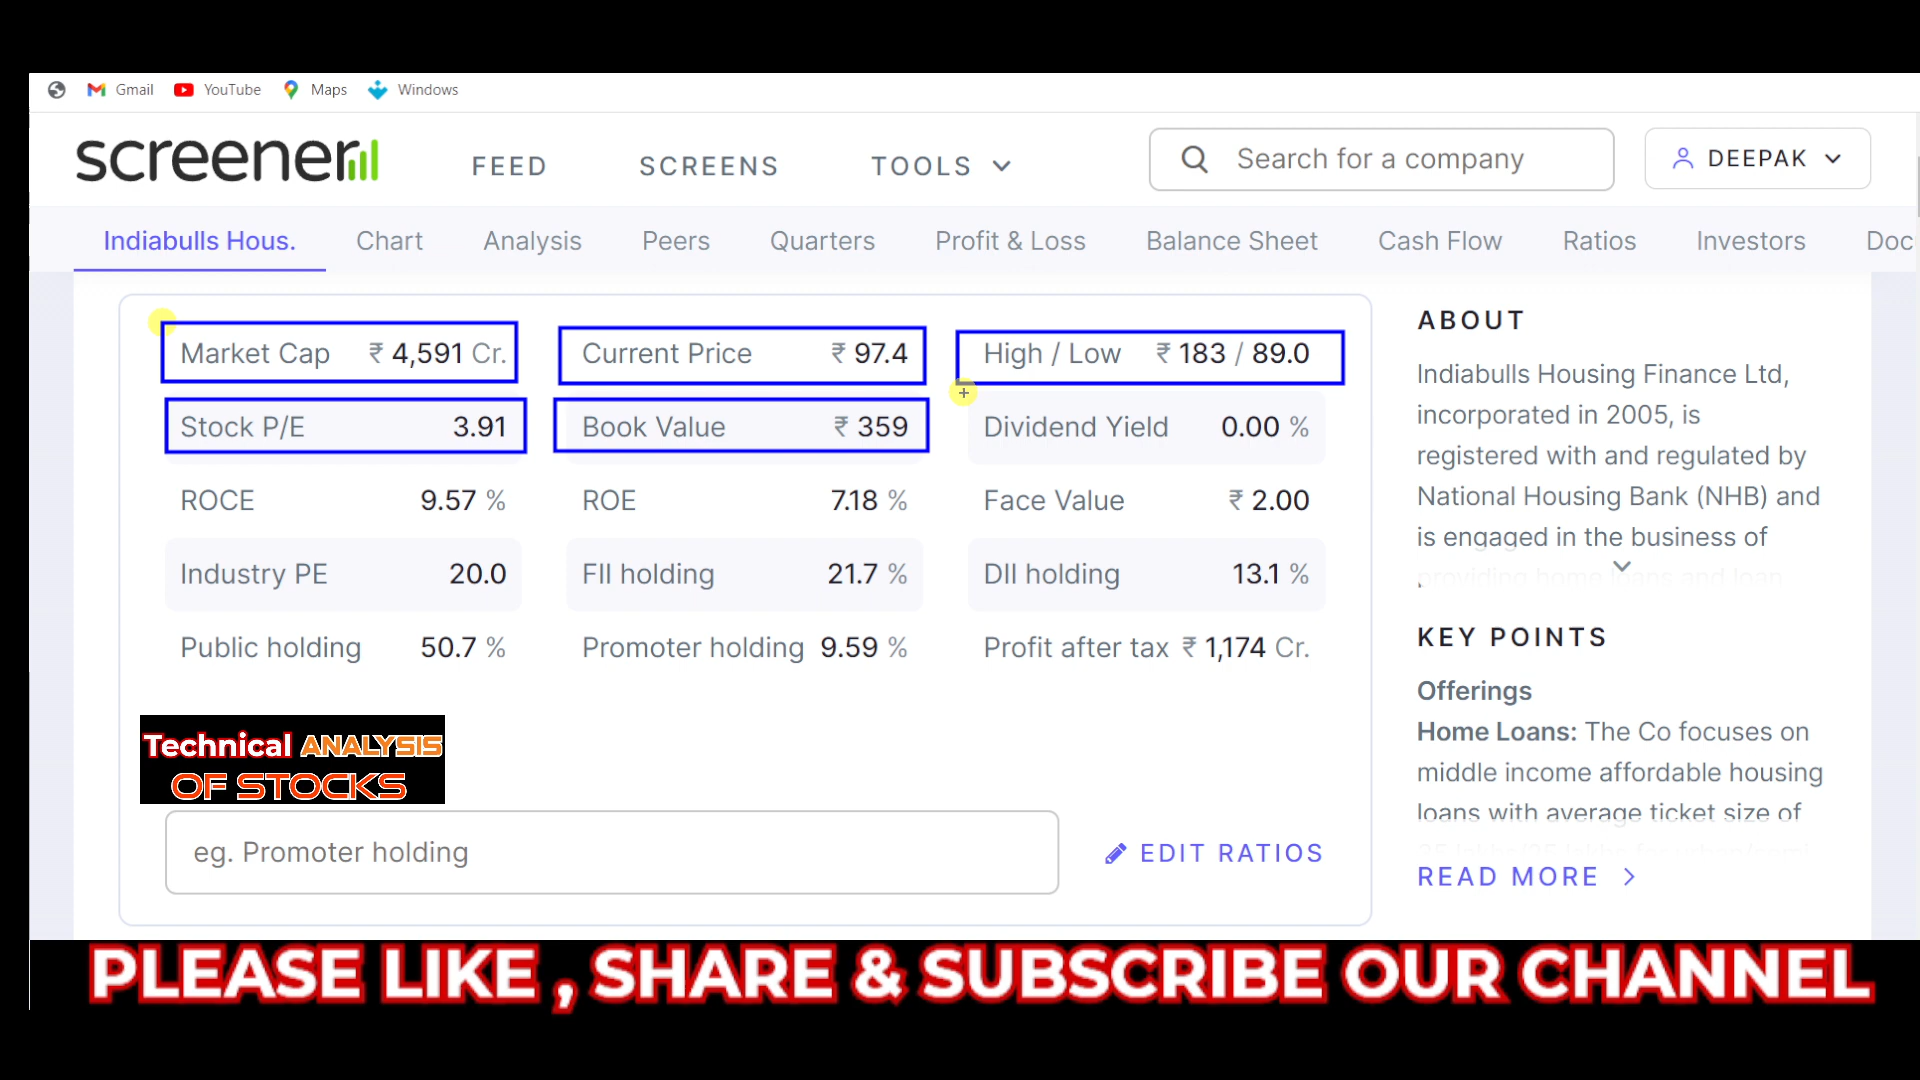 Gmail YouTube Maps Windows
screener FEED SCREENS TOOLS Search for a company DEEPAK
Indiabulls Hous. Chart Analysis Peers Quarters Profit & Loss Balance Sheet Cash Flow Ratios Investors Doc
Market Cap ₹ 4,591 Cr. Current Price ₹ 97.4 High / Low ₹ 183 / 89.0
Stock P/E 3.91 Book Value ₹ 359 Dividend Yield 0.00 %
ROCE 9.57 % ROE 7.18 % Face Value ₹ 2.00
Industry PE 20.0 FII holding 21.7 % DII holding 13.1 %
Public holding 50.7 % Promoter holding 9.59 % Profit after tax ₹ 1,174 Cr.
Technical ANALYSIS
OF STOCKS
eg. Promoter holding EDIT RATIOS
ABOUT
Indiabulls Housing Finance Ltd,
incorporated in 2005, is
registered with and regulated by
National Housing Bank (NHB) and
is engaged in the business of
providing home loans and loan
KEY POINTS
Offerings
Home Loans: The Co focuses on
middle income affordable housing
loans with average ticket size of
READ MORE
PLEASE LIKE , SHARE & SUBSCRIBE OUR CHANNEL